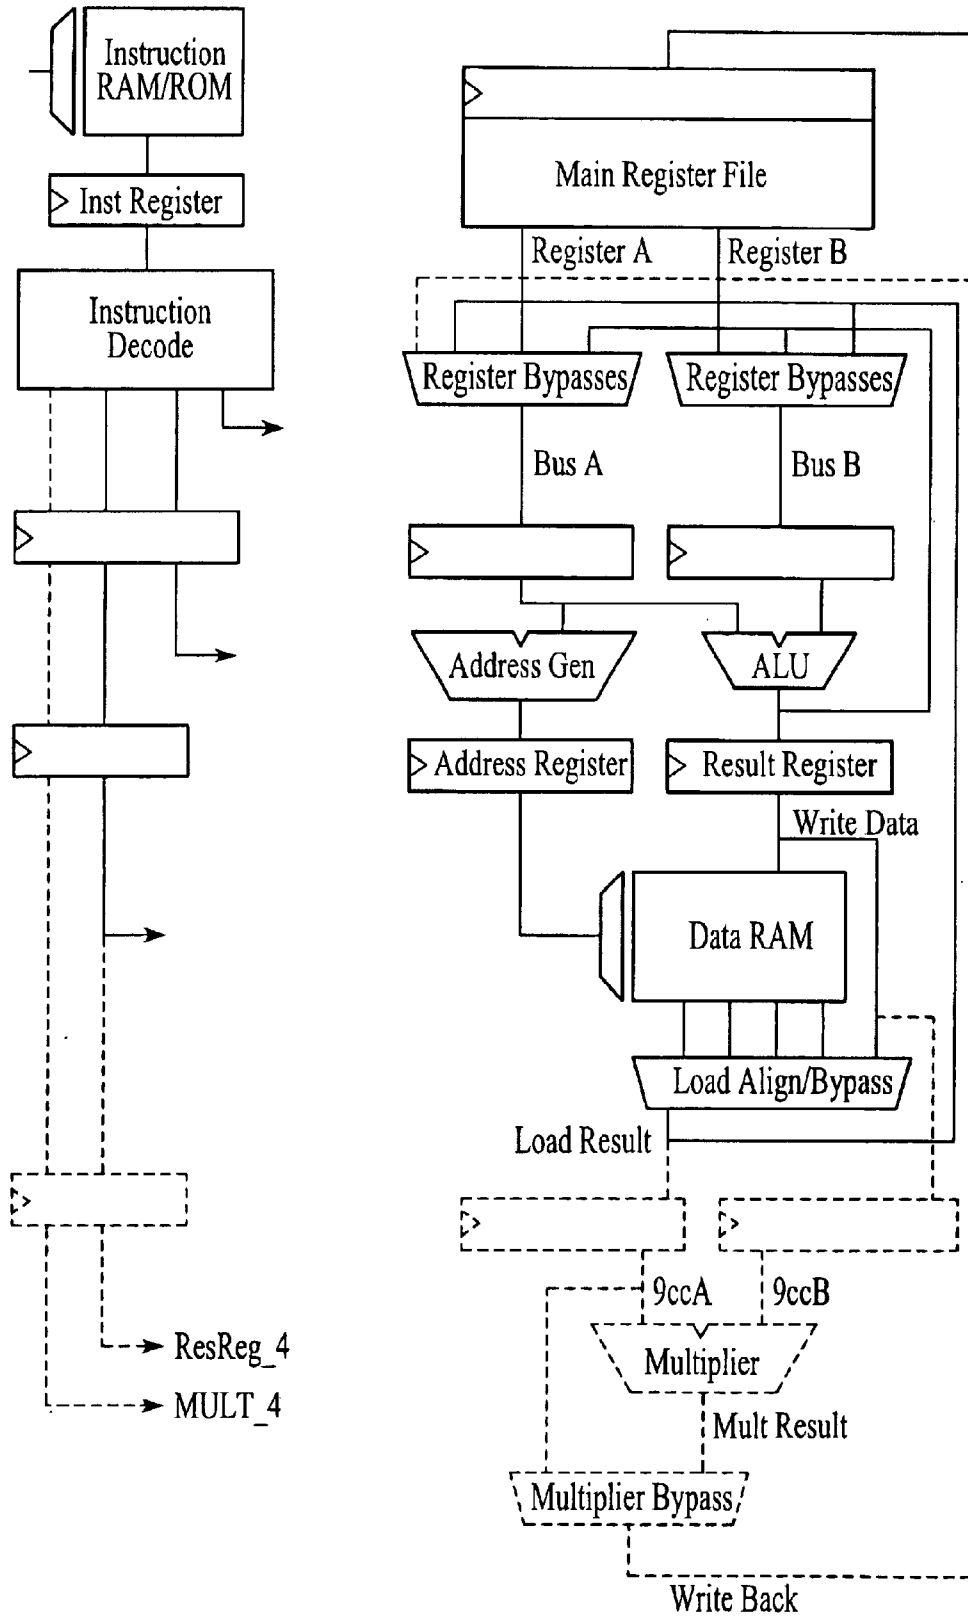 Instruction
RAM/ROM
Inst Register
Instruction
Decode
ResReg_4
MULT_4
Main Register File
Register A
Register B
Register Bypasses
Register Bypasses
Bus A
Bus B
Address Gen
ALU
Address Register
Result Register
Write Data
Data RAM
Load Align/Bypass
Load Result
9ccA
9ccB
Multiplier
Mult Result
Multiplier Bypass
Write Back